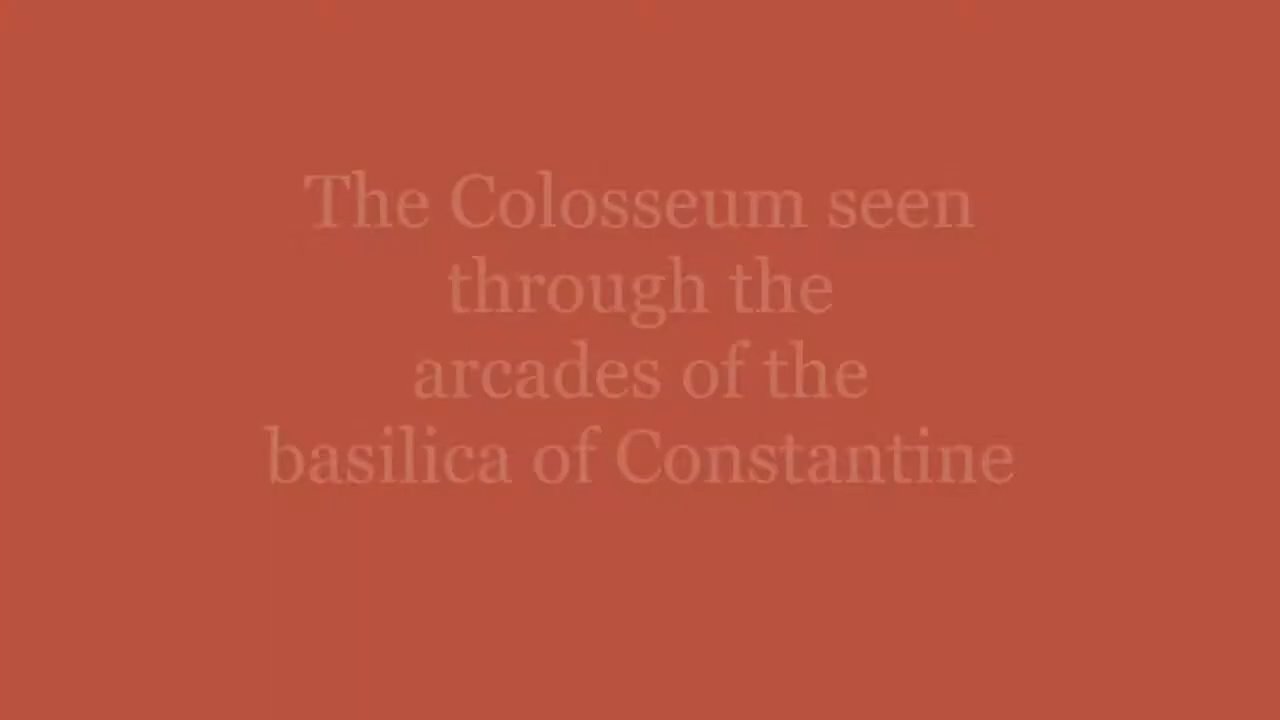 The Colosseum seen
through the
arcades of the
basilica of Constantine